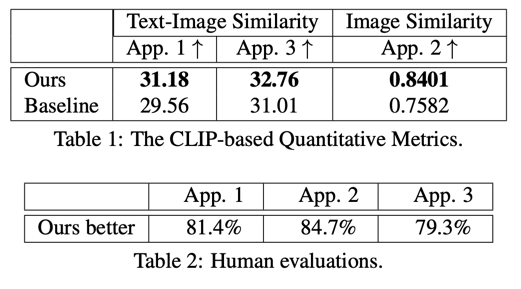 Text-Image Similarity Image Similarity
App. 1 ↑ App. 3 ↑ App. 2 ↑
Ours 31.18 32.76 0.8401
Baseline 29.56 31.01 0.7582
Table 1: The CLIP-based Quantitative Metrics.
App. 1 App. 2 App. 3
Ours better 81.4% 84.7% 79.3%
Table 2: Human evaluations.